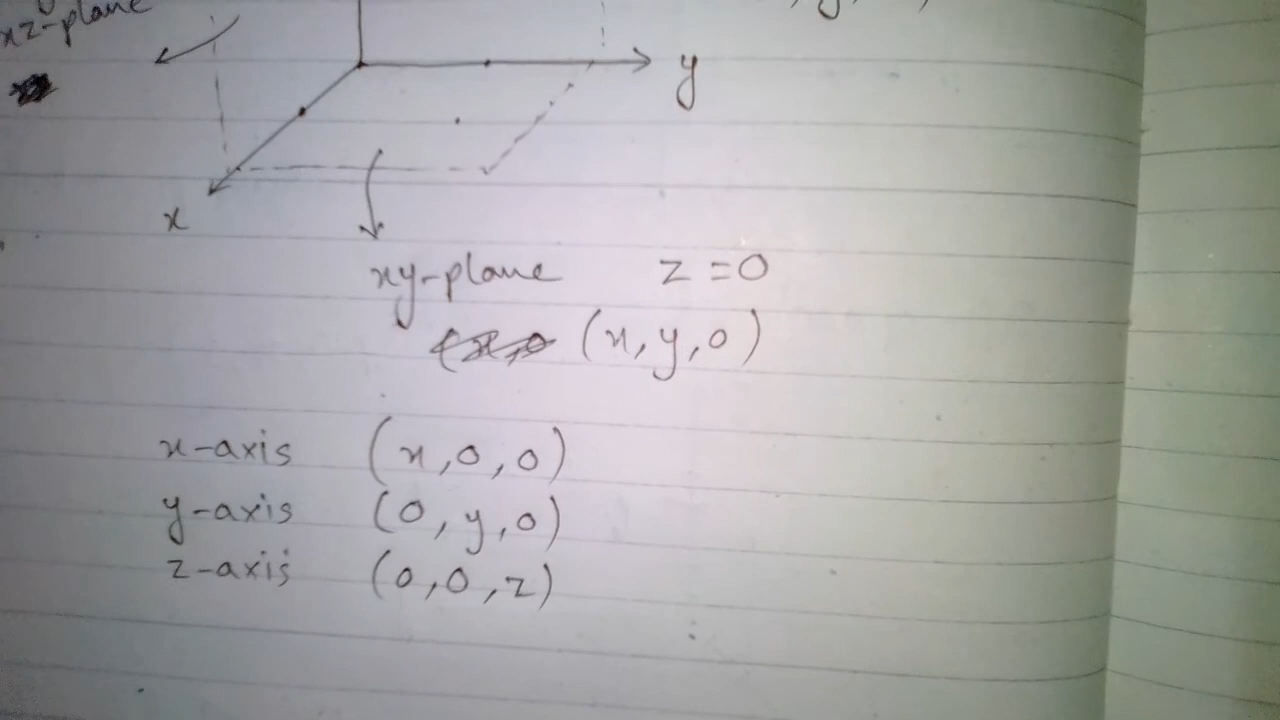 xz-plane
y
x
xy-plane z=0
(x,y,0)
x-axis (x,0,0)
y-axis (0,y,0)
z-axis (0,0,z)